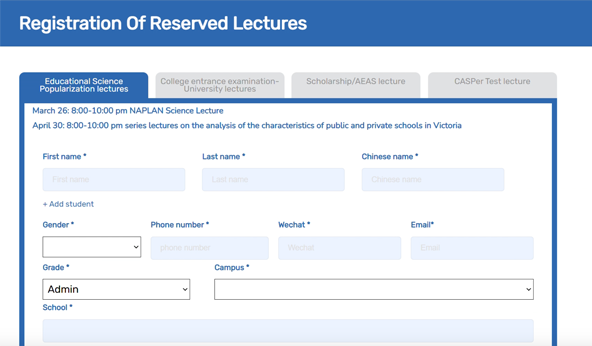 Registration Of Reserved Lectures
Educational Science
Popularization lectures
College entrance examination-
University lectures
Scholarship/AEAS lecture
CASPer Test lecture
March 26: 8:00-10:00 pm NAPLAN Science Lecture
April 30: 8:00-10:00 pm series lectures on the analysis of the characteristics of public and private schools in Victoria
First name * Last name * Chinese name *
First name Last name Chinese name
+ Add student
Gender * Phone number * Wechat * Email*
phone number Wechat Email
Grade * Campus *
Admin
School *